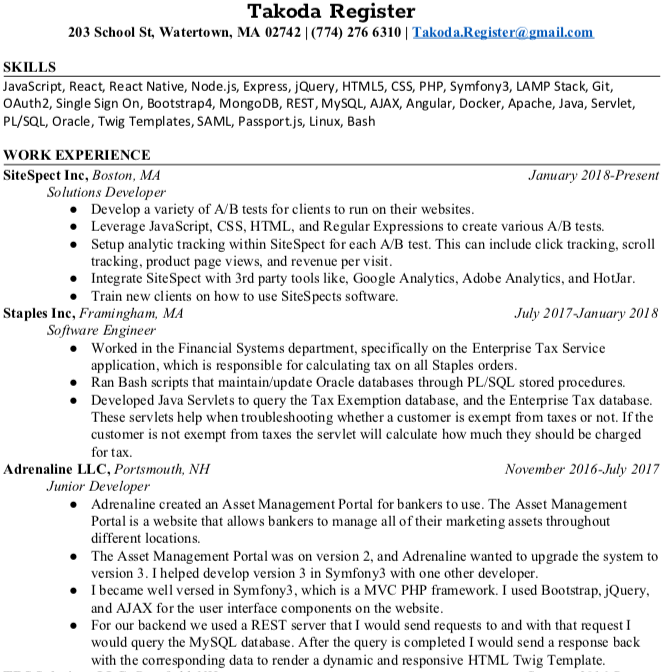 Takoda Register
203 School St, Watertown, MA 02742 | (774) 276 6310 | Takoda.Register@gmail.com
SKILLS
JavaScript, React, React Native, Node.js, Express, jQuery, HTML5, CSS, PHP, Symfony3, LAMP Stack, Git,
OAuth2, Single Sign On, Bootstrap4, MongoDB, REST, MySQL, AJAX, Angular, Docker, Apache, Java, Servlet,
PL/SQL, Oracle, Twig Templates, SAML, Passport.js, Linux, Bash
WORK EXPERIENCE
SiteSpect Inc, Boston, MA January 2018-Present
Solutions Developer
● Develop a variety of A/B tests for clients to run on their websites.
● Leverage JavaScript, CSS, HTML, and Regular Expressions to create various A/B tests.
● Setup analytic tracking within SiteSpect for each A/B test. This can include click tracking, scroll
tracking, product page views, and revenue per visit.
● Integrate SiteSpect with 3rd party tools like, Google Analytics, Adobe Analytics, and HotJar.
● Train new clients on how to use SiteSpects software.
Staples Inc, Framingham, MA July 2017-January 2018
Software Engineer
● Worked in the Financial Systems department, specifically on the Enterprise Tax Service
application, which is responsible for calculating tax on all Staples orders.
● Ran Bash scripts that maintain/update Oracle databases through PL/SQL stored procedures.
● Developed Java Servlets to query the Tax Exemption database, and the Enterprise Tax database.
These servlets help when troubleshooting whether a customer is exempt from taxes or not. If the
customer is not exempt from taxes the servlet will calculate how much they should be charged
for tax.
Adrenaline LLC, Portsmouth, NH November 2016-July 2017
Junior Developer
● Adrenaline created an Asset Management Portal for bankers to use. The Asset Management
Portal is a website that allows bankers to manage all of their marketing assets throughout
different locations.
● The Asset Management Portal was on version 2, and Adrenaline wanted to upgrade the system to
version 3. I helped develop version 3 in Symfony3 with one other developer.
● I became well versed in Symfony3, which is a MVC PHP framework. I used Bootstrap, jQuery,
and AJAX for the user interface components on the website.
● For our backend we used a REST server that I would send requests to and with that request I
would query the MySQL database. After the query is completed I would send a response back
with the corresponding data to render a dynamic and responsive HTML Twig Template.